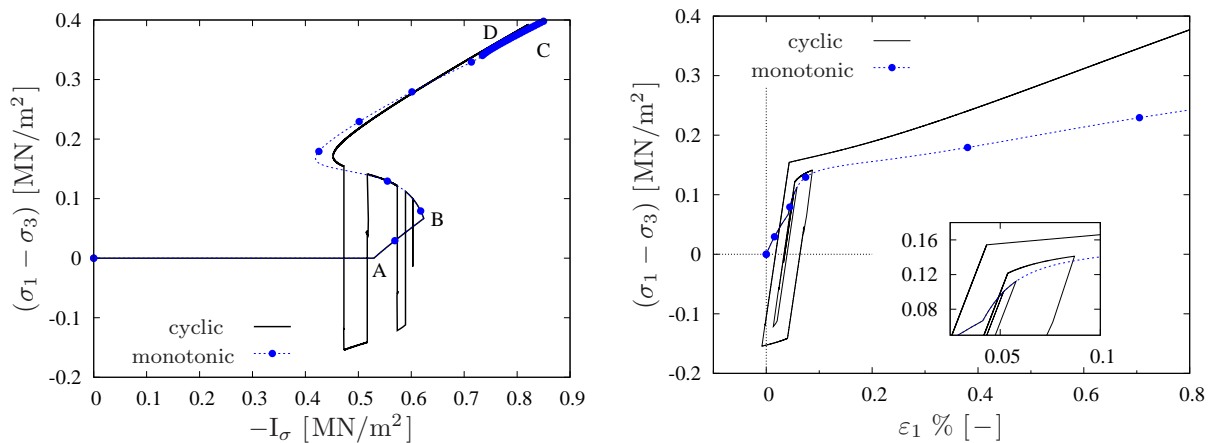 0.4
0.3
0.2
0.1
0
-0.1
-0.2
(σ₁ − σ₃) [MN/m²]
D
C
B
A
cyclic
monotonic
0 0.1 0.2 0.3 0.4 0.5 0.6 0.7 0.8 0.9
−I_σ [MN/m²]
0.4
0.3
0.2
0.1
0
-0.1
-0.2
(σ₁ − σ₃) [MN/m²]
cyclic
monotonic
0.16
0.12
0.08
0.05 0.1
0 0.2 0.4 0.6 0.8
ε₁ % [−]